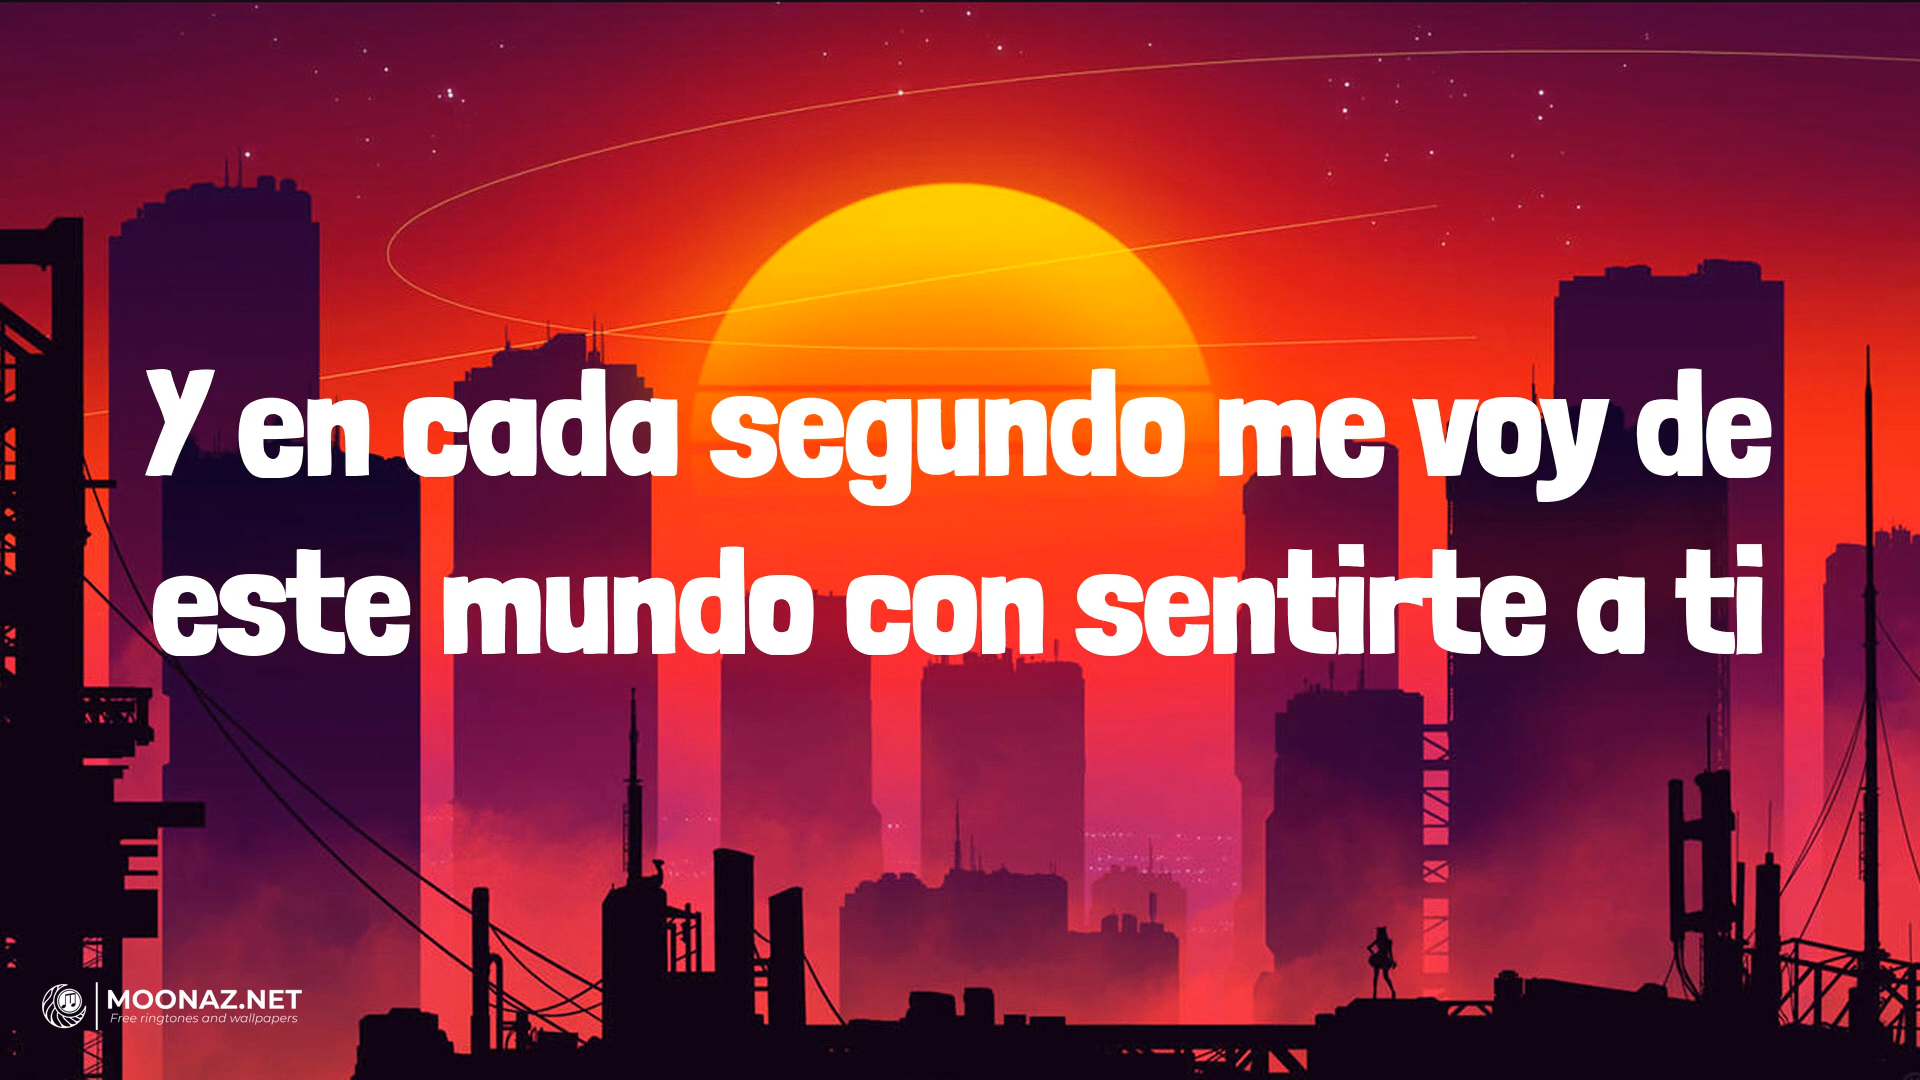 Y en cada segundo me voy de
este mundo con sentirte a ti
MOONAZ.NET
Free ringtones and wallpapers